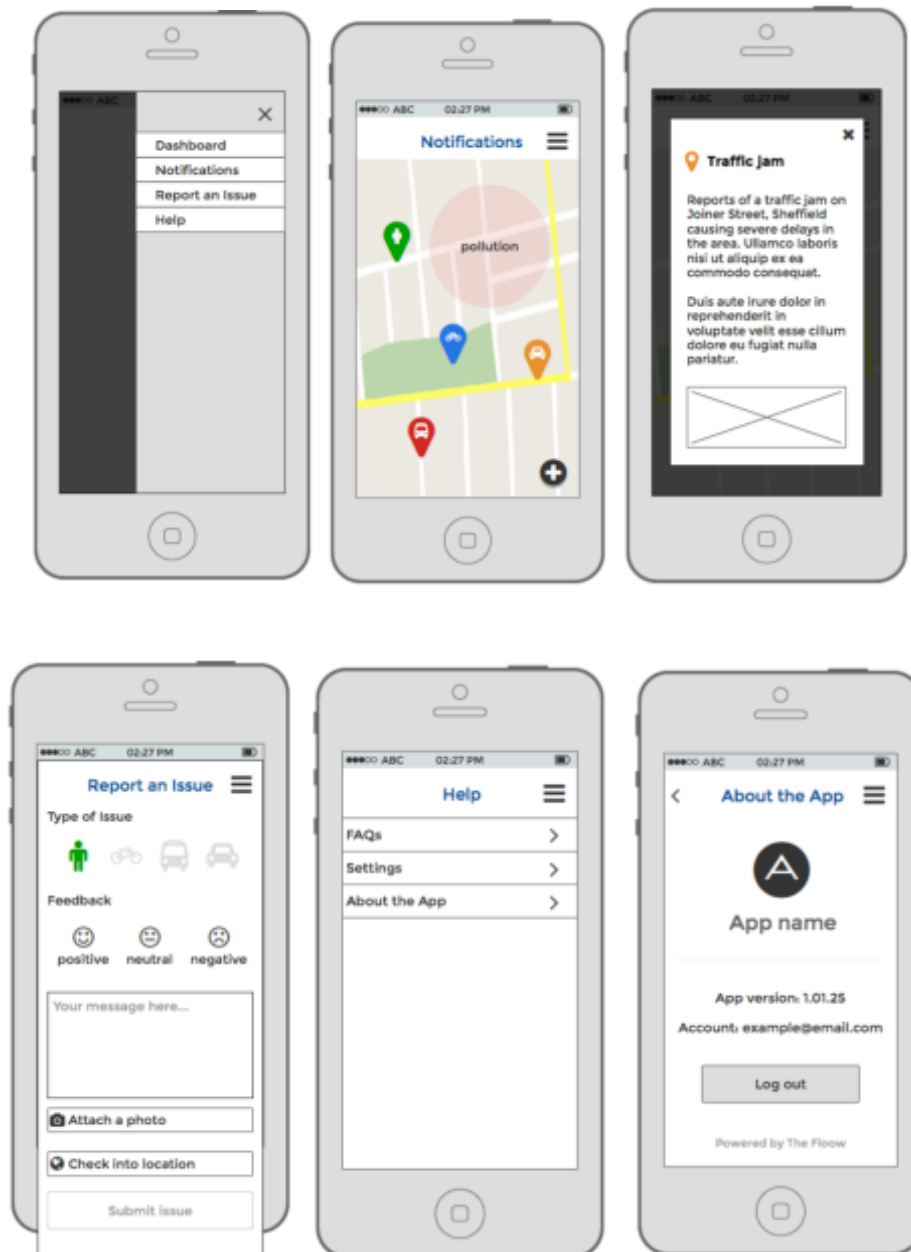 ABC
×
Dashboard
Notifications
Report an Issue
Help
ABC 02:27 PM
Notifications
pollution
ABC 02:27 PM
Traffic jam
Reports of a traffic jam on
Joiner Street, Sheffield
causing severe delays in
the area. Ullamco laboris
nisi ut aliquip ex ea
commodo consequat.
Duis aute irure dolor in
reprehenderit in
voluptate velit esse cillum
dolore eu fugiat nulla
pariatur.
ABC 02:27 PM
Report an Issue
Type of Issue
Feedback
positive neutral negative
Your message here...
Attach a photo
Check into location
Submit issue
ABC 02:27 PM
Help
FAQs
Settings
About the App
ABC 02:27 PM
About the App
A
App name
App version: 1.01.25
Account: example@email.com
Log out
Powered by The Floow